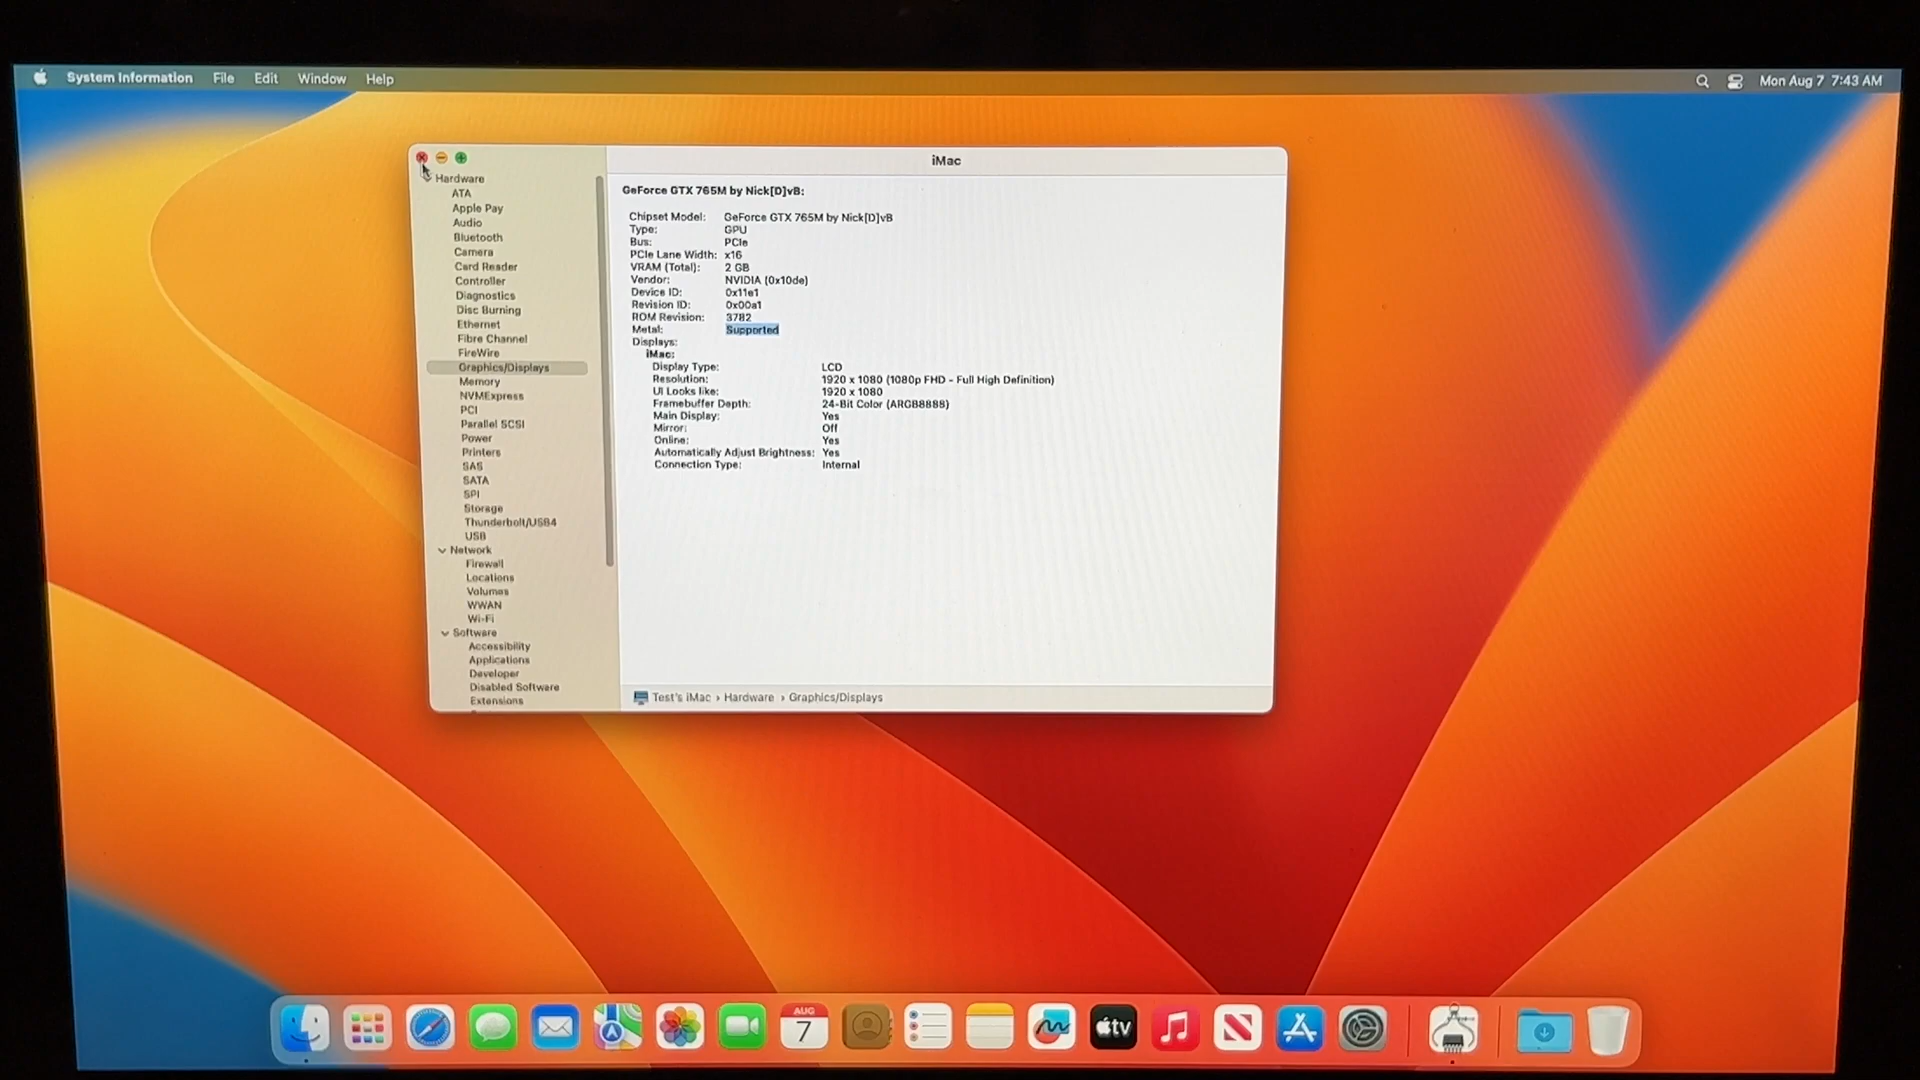 System Information File Edit Window Help
Mon Aug 7 7:43 AM
iMac
Hardware
ATA
Apple Pay
Audio
Bluetooth
Camera
Card Reader
Controller
Diagnostics
Disc Burning
Ethernet
Fibre Channel
FireWire
Graphics/Displays
Memory
NVMExpress
PCI
Parallel SCSI
Power
Printers
SAS
SATA
SPI
Storage
Thunderbolt/USB4
USB
Network
Firewall
Locations
Volumes
WWAN
Wi-Fi
Software
Accessibility
Applications
Developer
Disabled Software
Extensions
GeForce GTX 765M by Nick[D]vB:
Chipset Model: GeForce GTX 765M by Nick[D]vB
Type: GPU
Bus: PCIe
PCIe Lane Width: x16
VRAM (Total): 2 GB
Vendor: NVIDIA (0x10de)
Device ID: 0x11e1
Revision ID: 0x00a1
ROM Revision: 3782
Metal: Supported
Displays:
iMac:
Display Type: LCD
Resolution: 1920 x 1080 (1080p FHD - Full High Definition)
UI Looks like: 1920 x 1080
Framebuffer Depth: 24-Bit Color (ARGB8888)
Main Display: Yes
Mirror: Off
Online: Yes
Automatically Adjust Brightness: Yes
Connection Type: Internal
Test's iMac › Hardware › Graphics/Displays
AUG
7
tv